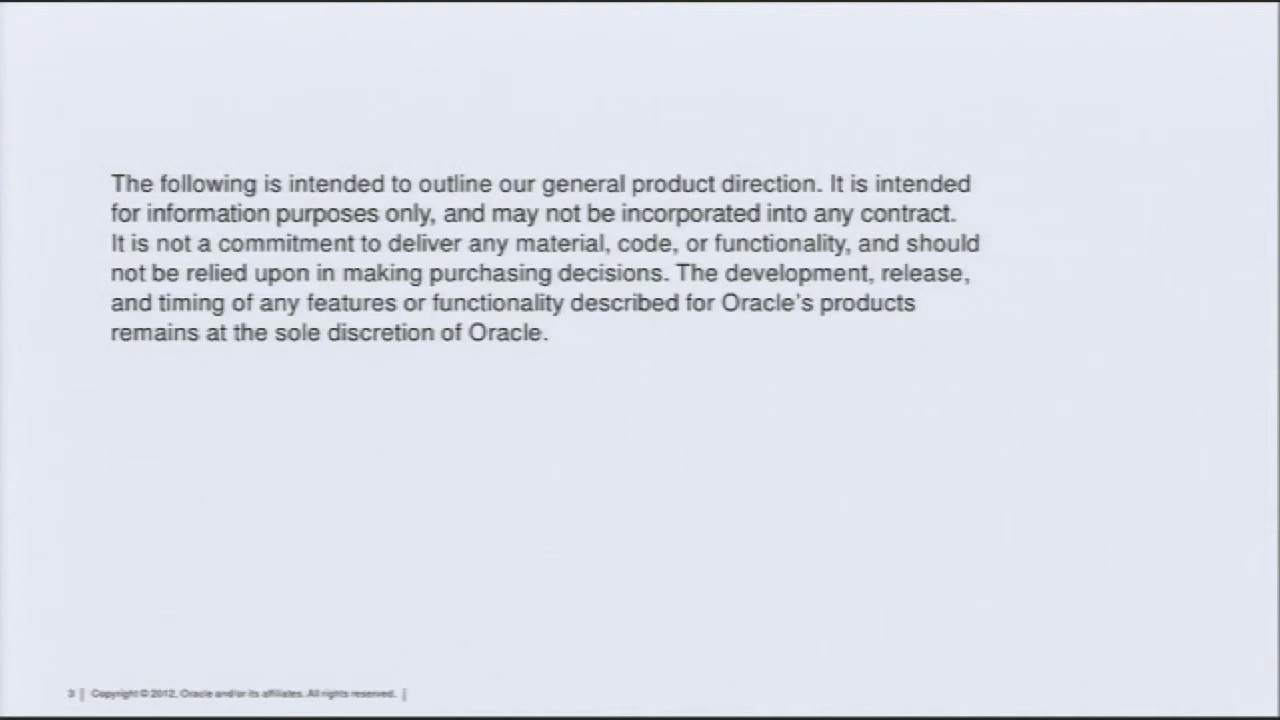 The following is intended to outline our general product direction. It is intended
for information purposes only, and may not be incorporated into any contract.
It is not a commitment to deliver any material, code, or functionality, and should
not be relied upon in making purchasing decisions. The development, release,
and timing of any features or functionality described for Oracle's products
remains at the sole discretion of Oracle.
3 | Copyright © 2012, Oracle and/or its affiliates. All rights reserved. |